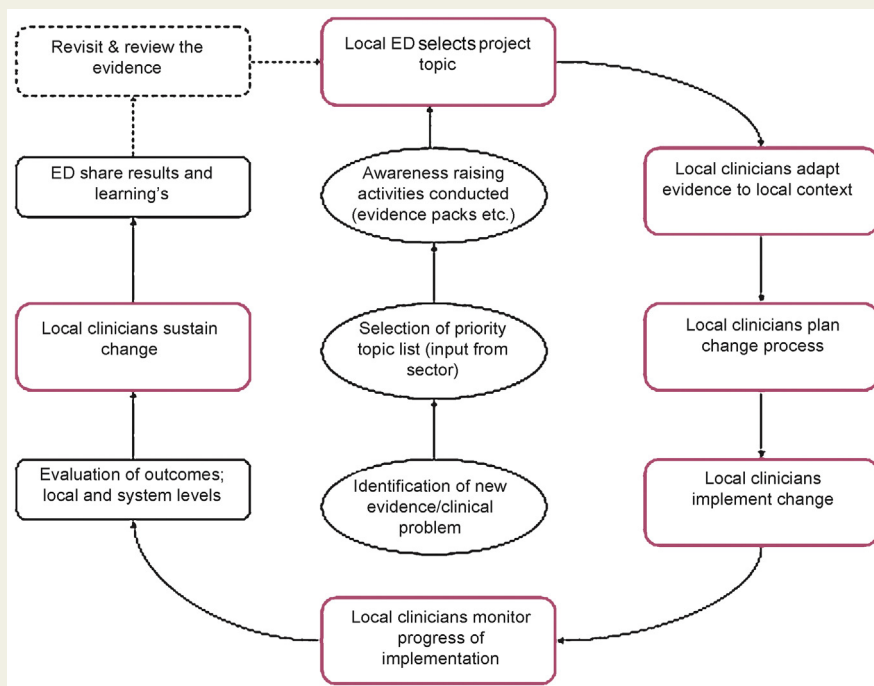 Revisit & review the
evidence
Local ED selects project
topic
Local clinicians adapt
evidence to local context
Local clinicians plan
change process
Local clinicians
implement change
Local clinicians monitor
progress of
implementation
Evaluation of outcomes;
local and system levels
Local clinicians sustain
change
ED share results and
learning’s
Awareness raising
activities conducted
(evidence packs etc.)
Selection of priority
topic list (input from
sector)
Identification of new
evidence/clinical
problem